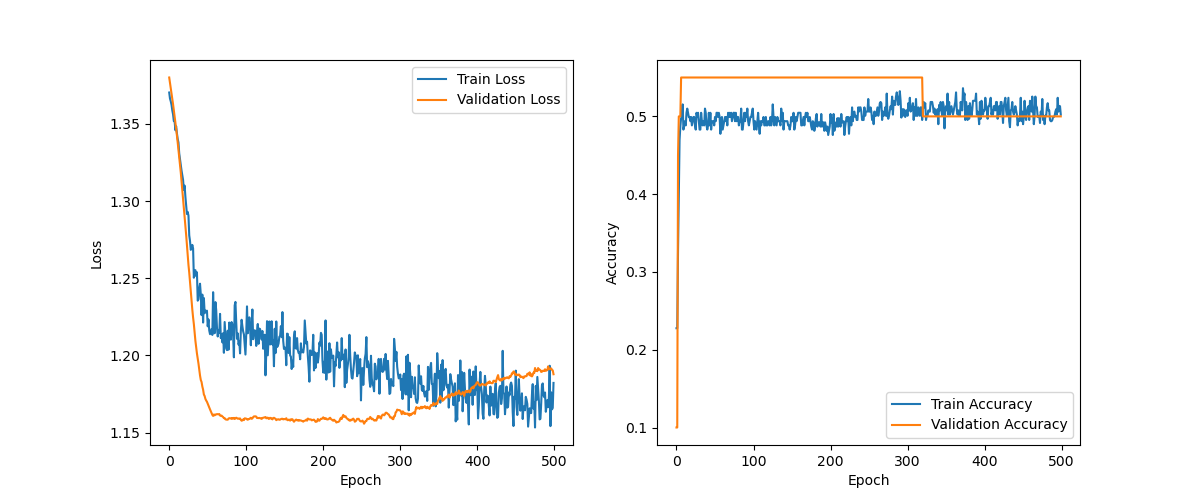 Train Loss
Validation Loss
1.35
1.30
1.25
1.20
1.15
Loss
0 100 200 300 400 500
Epoch
0.5
0.4
0.3
0.2
0.1
Accuracy
Train Accuracy
Validation Accuracy
0 100 200 300 400 500
Epoch